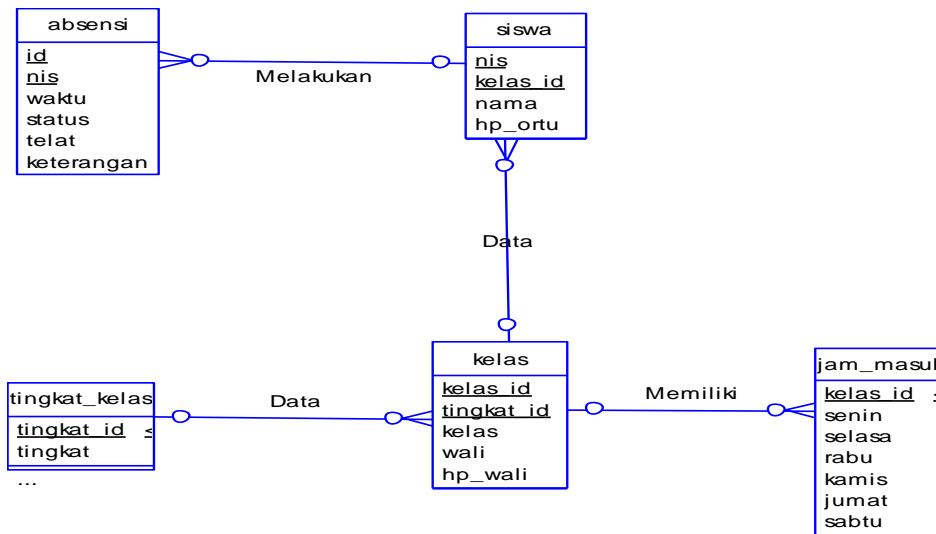 absensi
id
nis
waktu
status
telat
keterangan
Melakukan
siswa
nis
kelas_id
nama
hp_ortu
Data
tingkat_kelas
tingkat_id <
tingkat
...
Data
kelas
kelas_id
tingkat_id
kelas
wali
hp_wali
Memiliki
jam_masuk
kelas_id
senin
selasa
rabu
kamis
jumat
sabtu